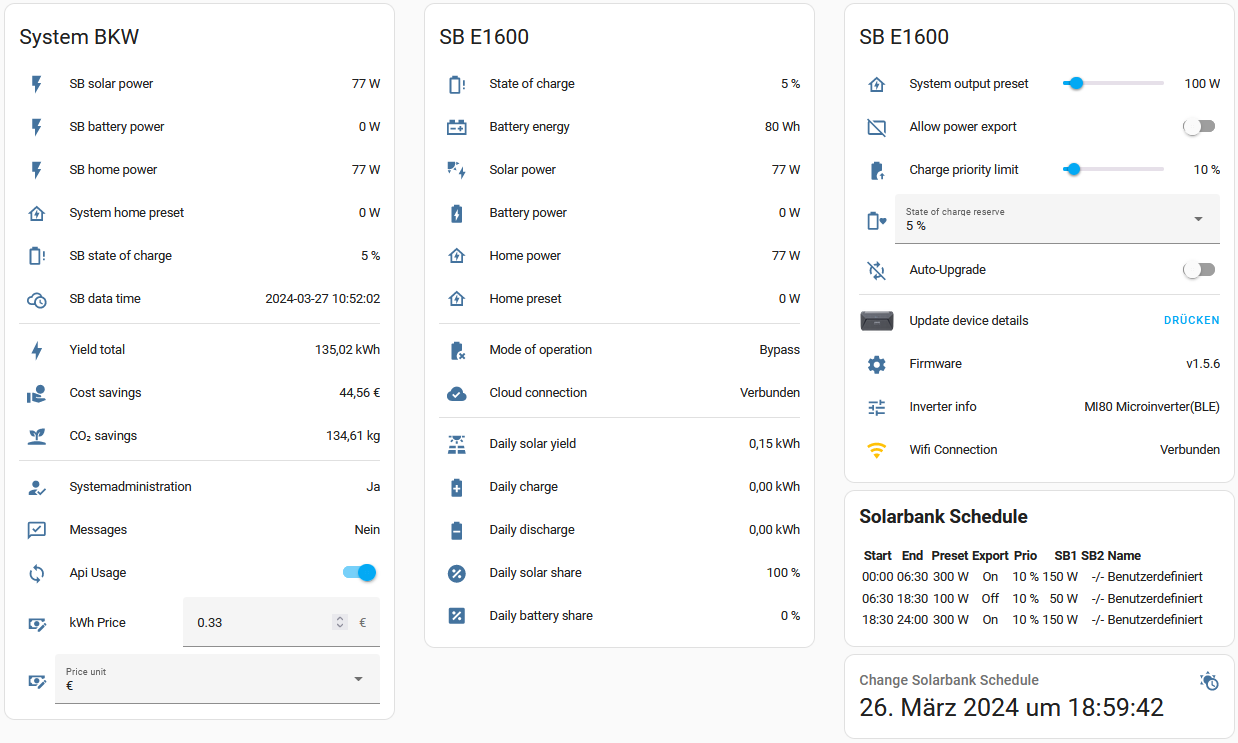 System BKW
SB solar power 77 W
SB battery power 0 W
SB home power 77 W
System home preset 0 W
SB state of charge 5 %
SB data time 2024-03-27 10:52:02
Yield total 135,02 kWh
Cost savings 44,56 €
CO₂ savings 134,61 kg
Systemadministration Ja
Messages Nein
Api Usage
kWh Price 0.33 €
Price unit
€
SB E1600
State of charge 5 %
Battery energy 80 Wh
Solar power 77 W
Battery power 0 W
Home power 77 W
Home preset 0 W
Mode of operation Bypass
Cloud connection Verbunden
Daily solar yield 0,15 kWh
Daily charge 0,00 kWh
Daily discharge 0,00 kWh
Daily solar share 100 %
Daily battery share 0 %
SB E1600
System output preset 100 W
Allow power export
Charge priority limit 10 %
State of charge reserve
5 %
Auto-Upgrade
Update device details DRÜCKEN
Firmware v1.5.6
Inverter info MI80 Microinverter(BLE)
Wifi Connection Verbunden
Solarbank Schedule
Start End Preset Export Prio SB1 SB2 Name
00:00 06:30 300 W On 10 % 150 W -/- Benutzerdefiniert
06:30 18:30 100 W Off 10 % 50 W -/- Benutzerdefiniert
18:30 24:00 300 W On 10 % 150 W -/- Benutzerdefiniert
Change Solarbank Schedule
26. März 2024 um 18:59:42